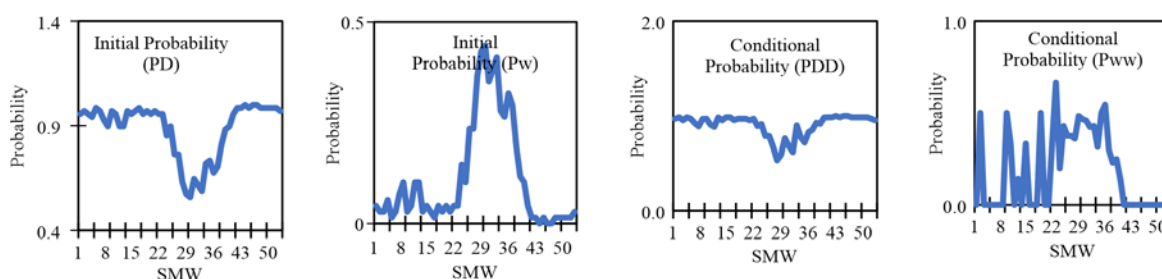 1.4
Initial Probability
(PD)
0.9
0.4
1 8 15 22 29 36 43 50
Probability
SMW
0.5
Initial
Probability (Pw)
0
1 8 15 22 29 36 43 50
Probability
SMW
2.0
Conditional
Probability (PDD)
1.0
0.0
1 8 15 22 29 36 43 50
Probability
SMW
1.0
Conditional
Probability (Pww)
0.0
1 8 15 22 29 36 43 50
Probability
SMW